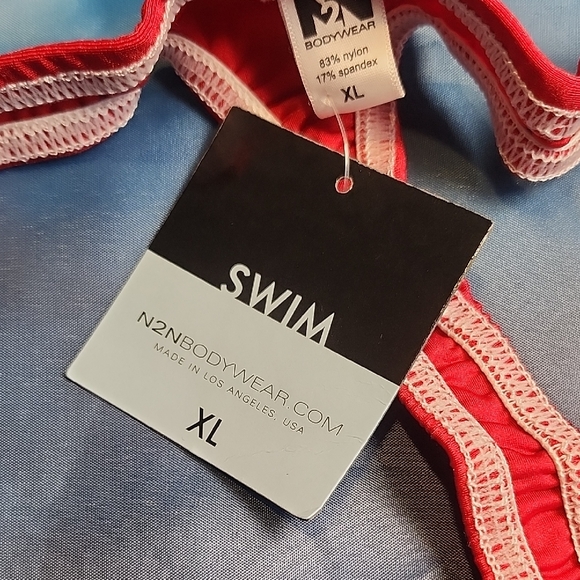 N2N
BODYWEAR
83% nylon
17% spandex
XL
SWIM
N2NBODYWEAR.COM
MADE IN LOS ANGELES, USA
XL